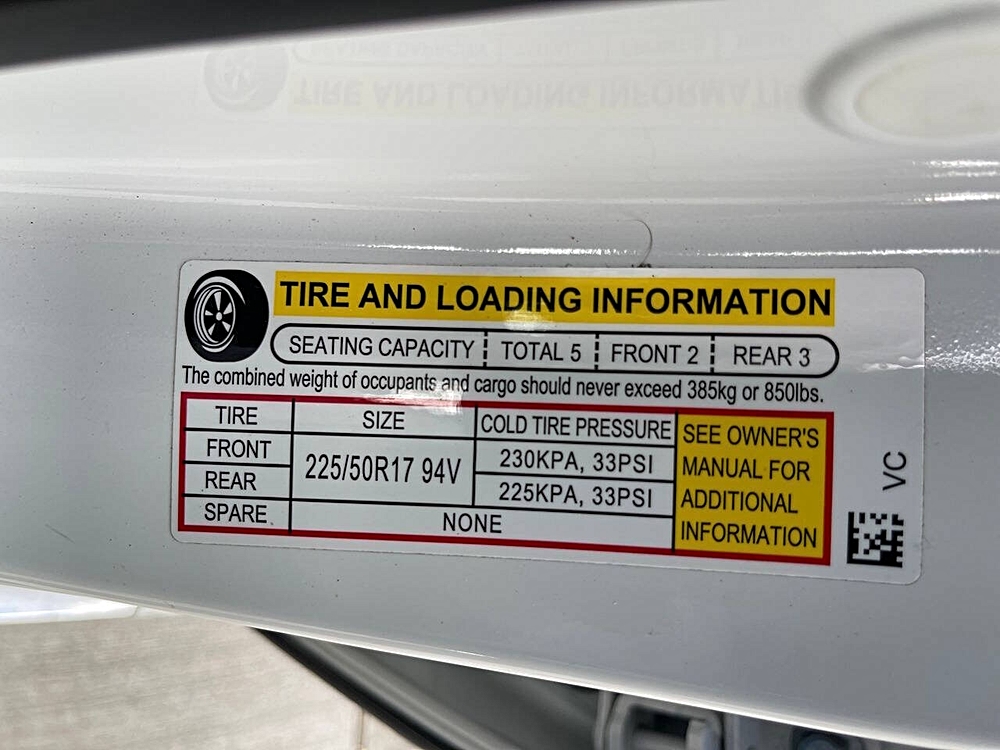 TIRE AND LOADING INFORMATION
SEATING CAPACITY TOTAL 5 FRONT 2 REAR 3
The combined weight of occupants and cargo should never exceed 385kg or 850lbs.
TIRE SIZE COLD TIRE PRESSURE
FRONT 225/50R17 94V 230KPA, 33PSI
REAR 225KPA, 33PSI
SPARE NONE
SEE OWNER'S
MANUAL FOR
ADDITIONAL
INFORMATION
VC